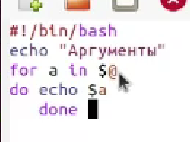 #!/bin/bash
echo "Аргументы"
for a in $@
do echo $a
   done